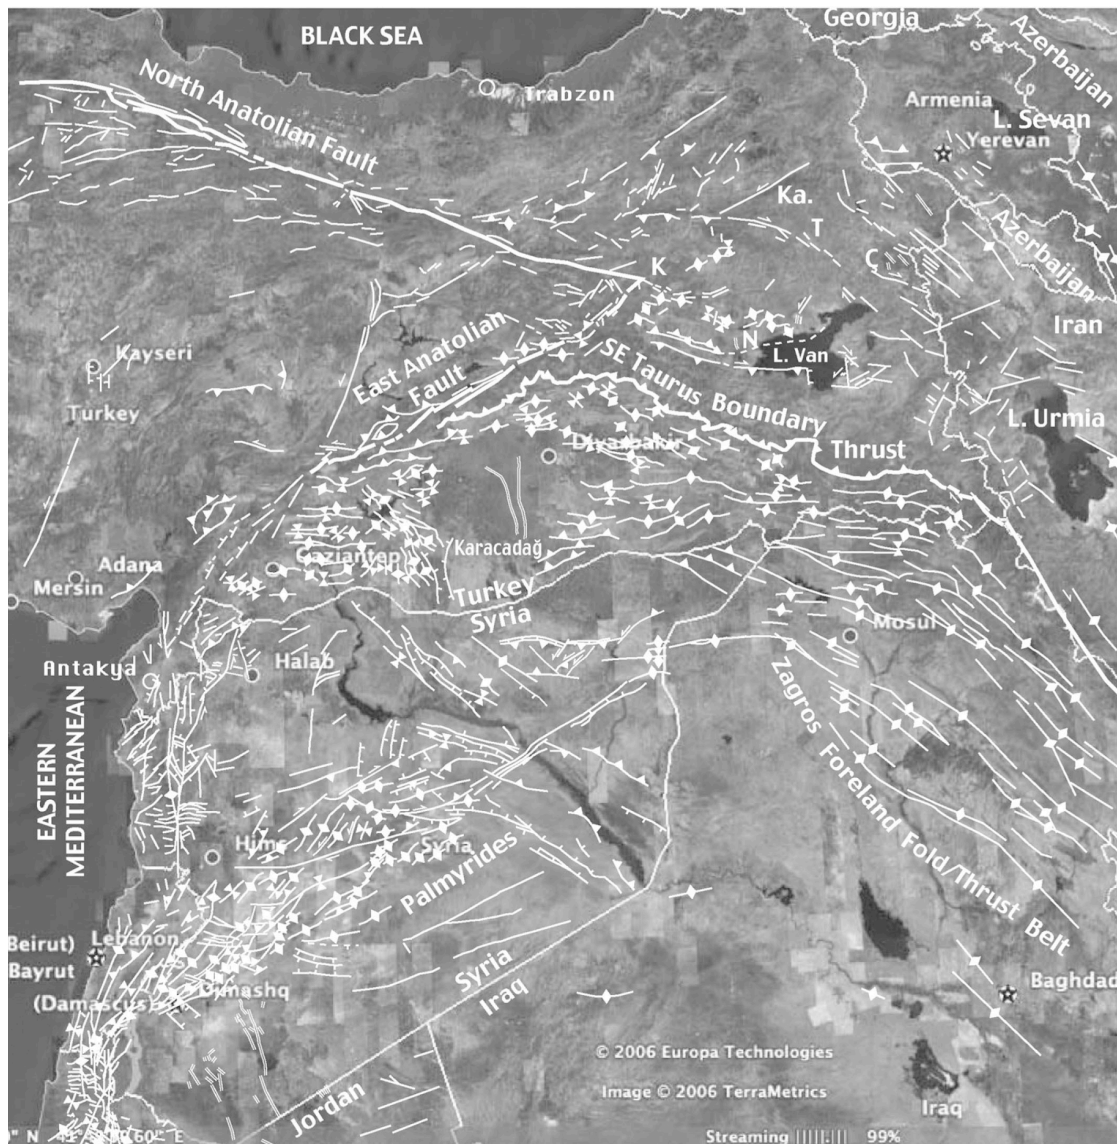 BLACK SEA
Georgia
Azerbaijan
North Anatolian Fault
Trabzon
Armenia
L. Sevan
Yerevan
Ka.
T
C
K
Azerbaijan
Iran
Kayseri
East Anatolian
Fault
N
L. Van
SE Taurus Boundary
Thrust
Turkey
L. Urmia
Diyarbakir
Karacadağ
Gaziantep
Adana
Mersin
Turkey
Syria
Mosul
Antakya
Halab
EASTERN
MEDITERRANEAN
Zagros Foreland Fold/Thrust Belt
Hims
Syria
Palmyrides
Beirut)
Lebanon
Bayrut
(Damascus)
Dimashq
Syria
Iraq
Baghdad
© 2006 Europa Technologies
Image © 2006 TerraMetrics
Jordan
Iraq
Streaming ||||||||| 99%